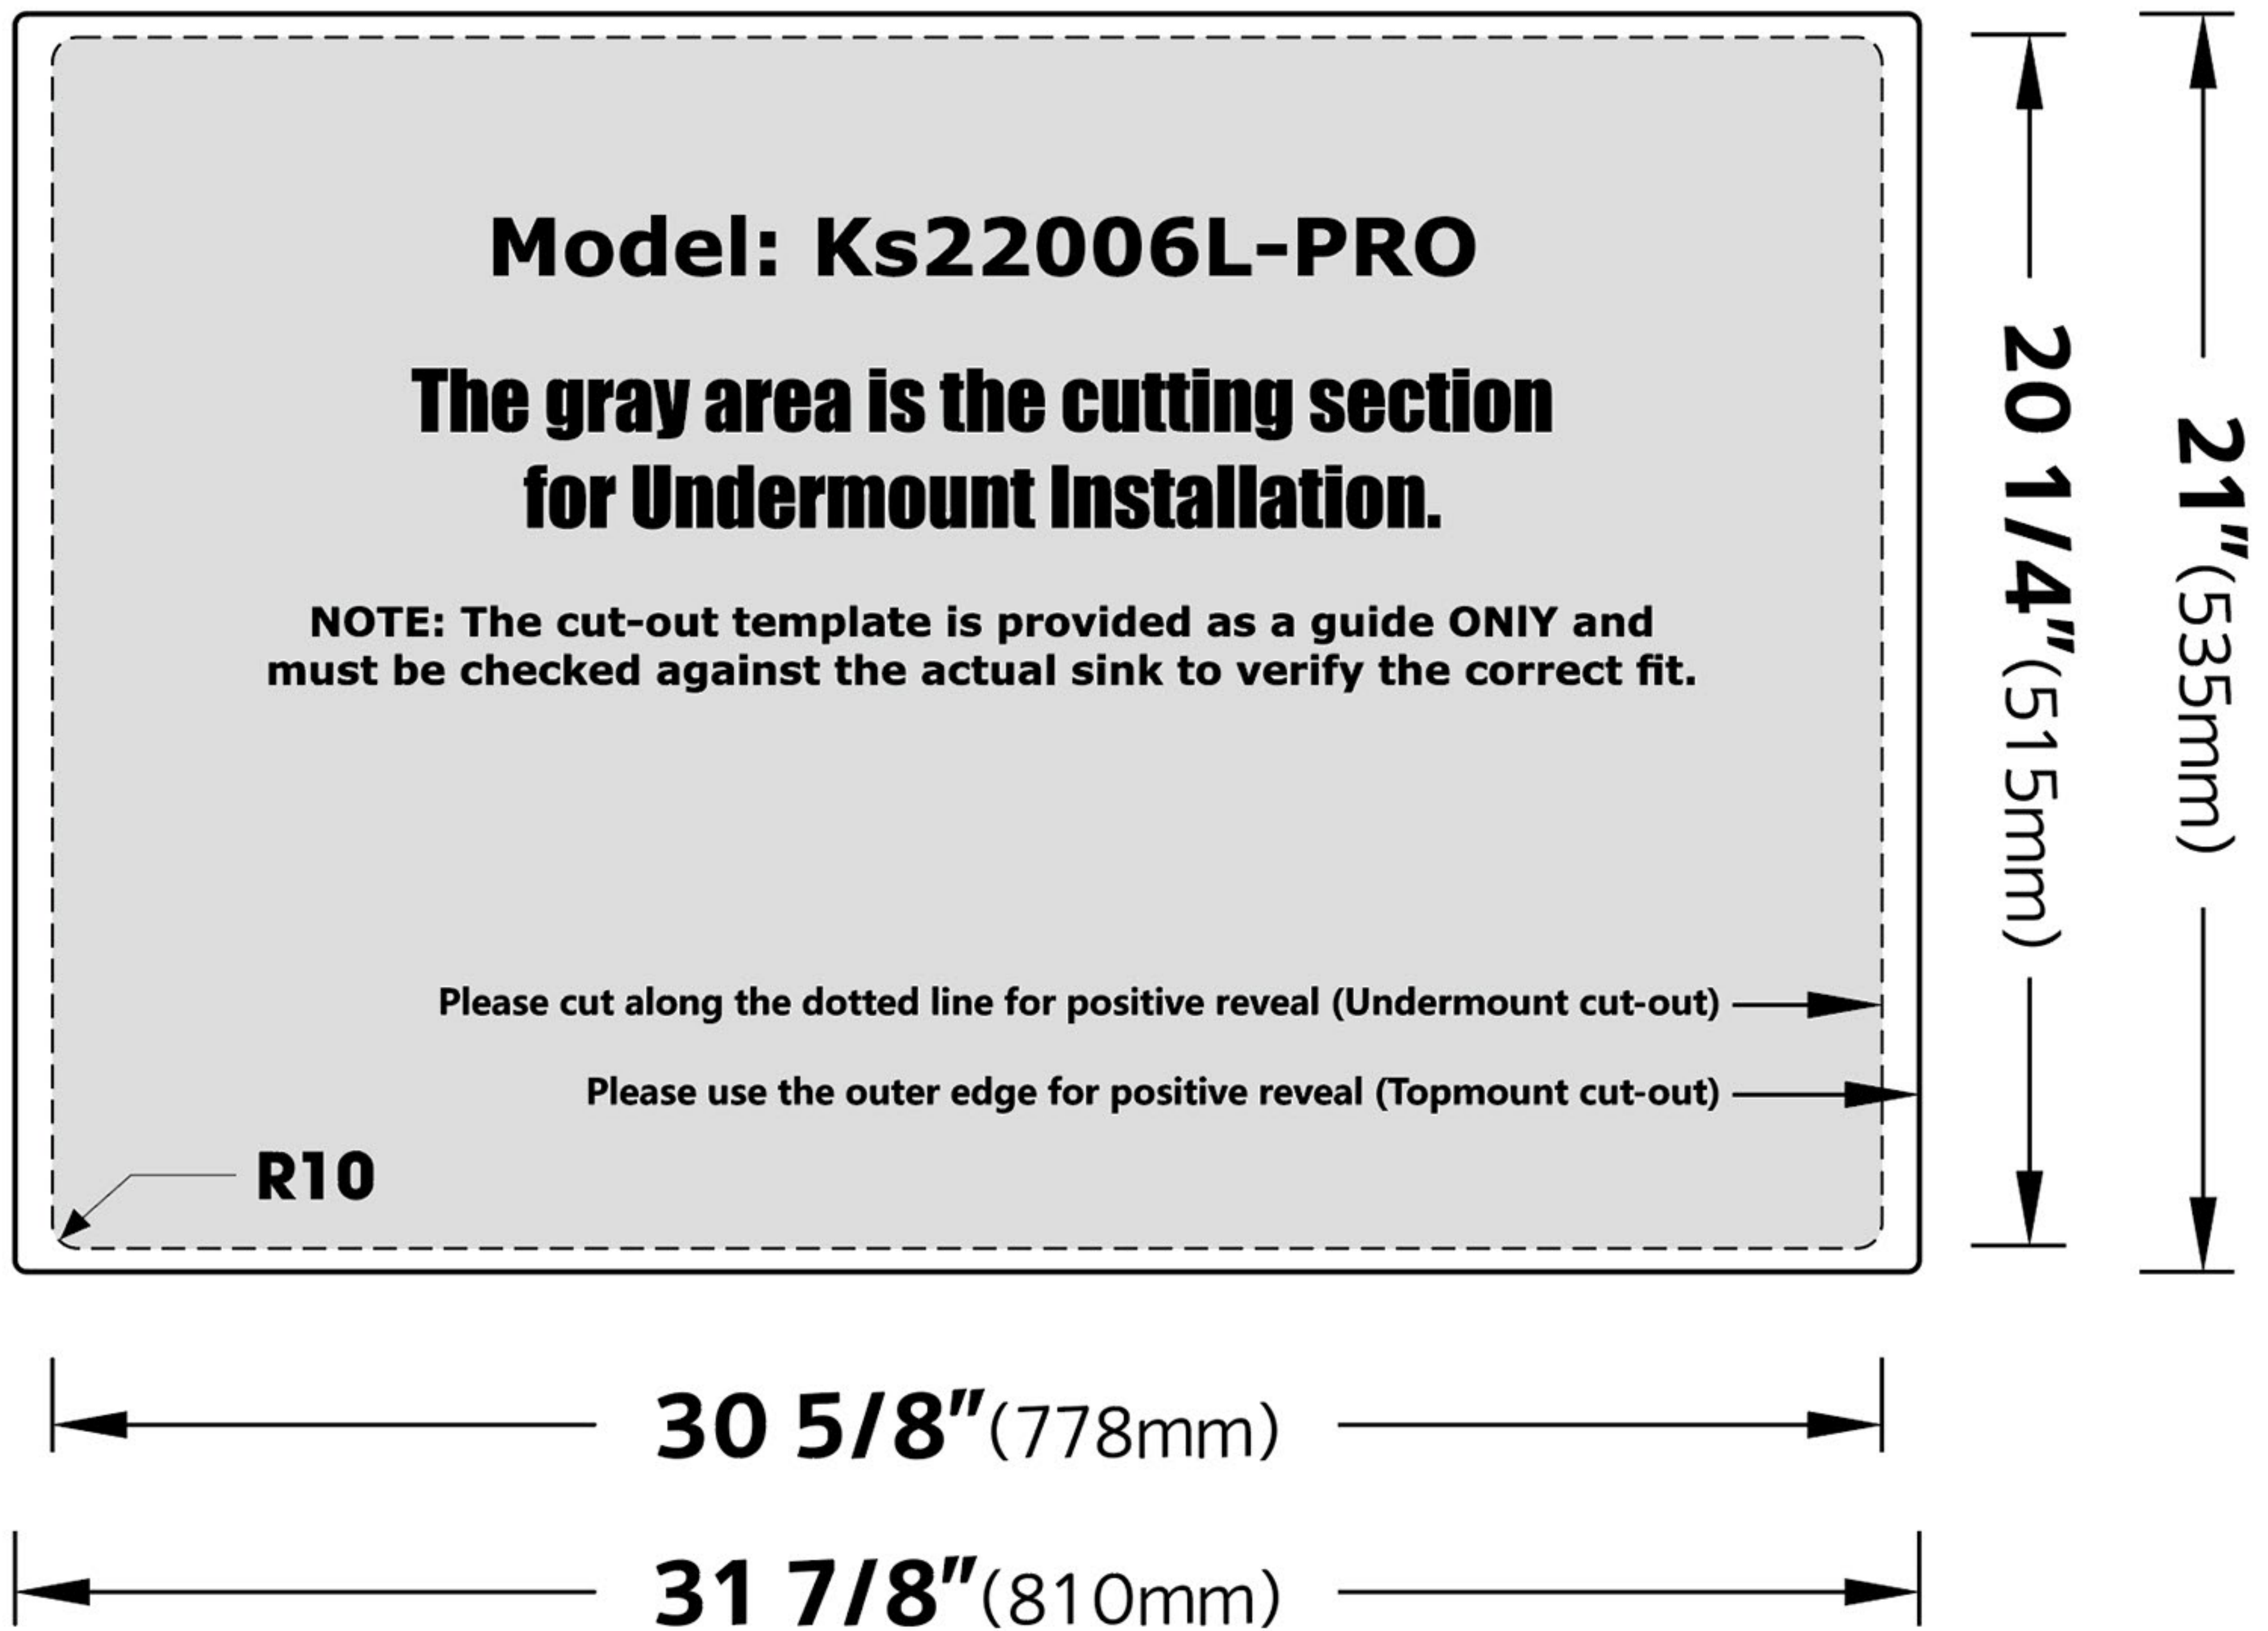 Model: Ks22006L-PRO
The gray area is the cutting section
for Undermount Installation.
NOTE: The cut-out template is provided as a guide ONlY and
must be checked against the actual sink to verify the correct fit.
Please cut along the dotted line for positive reveal (Undermount cut-out)
Please use the outer edge for positive reveal (Topmount cut-out)
R10
20 1/4"(515mm)
21"(535mm)
30 5/8"(778mm)
31 7/8"(810mm)